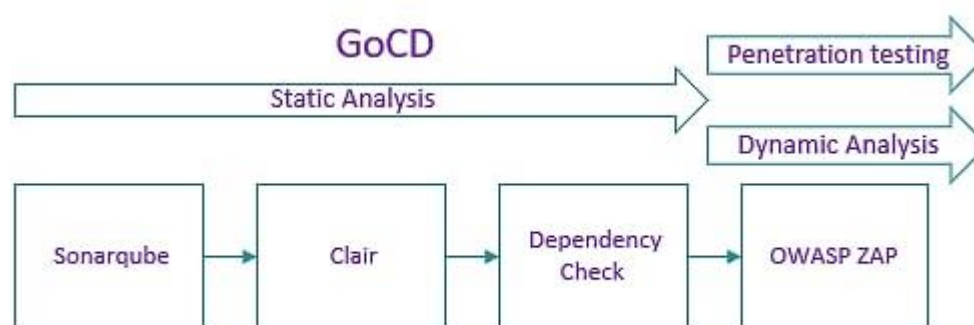 GoCD
Penetration testing
Static Analysis
Dynamic Analysis
Sonarqube
Clair
Dependency
Check
OWASP ZAP